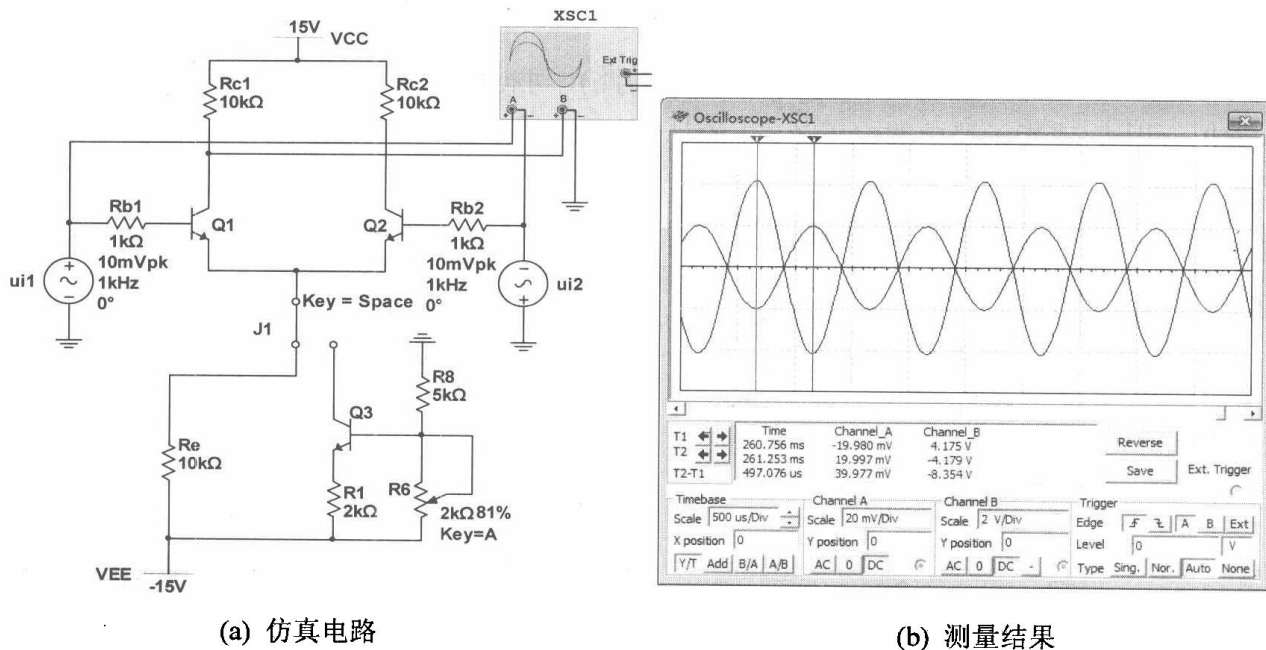 XSC1
15V
VCC
Ext Trig
A
B
Rc1
10kΩ
Rc2
10kΩ
Rb1
1kΩ
10mVpk
1kHz
0°
ui1
Q1
Q2
Rb2
1kΩ
10mVpk
1kHz
0°
ui2
Key = Space
J1
R8
5kΩ
Q3
Re
10kΩ
R1
2kΩ
R6
2kΩ 81%
Key=A
VEE
-15V
(a) 仿真电路
Oscilloscope-XSC1
Time Channel_A Channel_B
T1 260.756 ms -19.980 mV 4.175 V
T2 261.253 ms 19.997 mV -4.179 V
T2-T1 497.076 us 39.977 mV -8.354 V
Reverse
Save
Ext. Trigger
Timebase
Scale 500 us/Div
X position 0
Y/T Add B/A A/B
Channel A
Scale 20 mV/Div
Y position 0
AC 0 DC
Channel B
Scale 2 V/Div
Y position 0
AC 0 DC -
Trigger
Edge A B Ext
Level 0 V
Type Sing. Nor. Auto None
(b) 测量结果